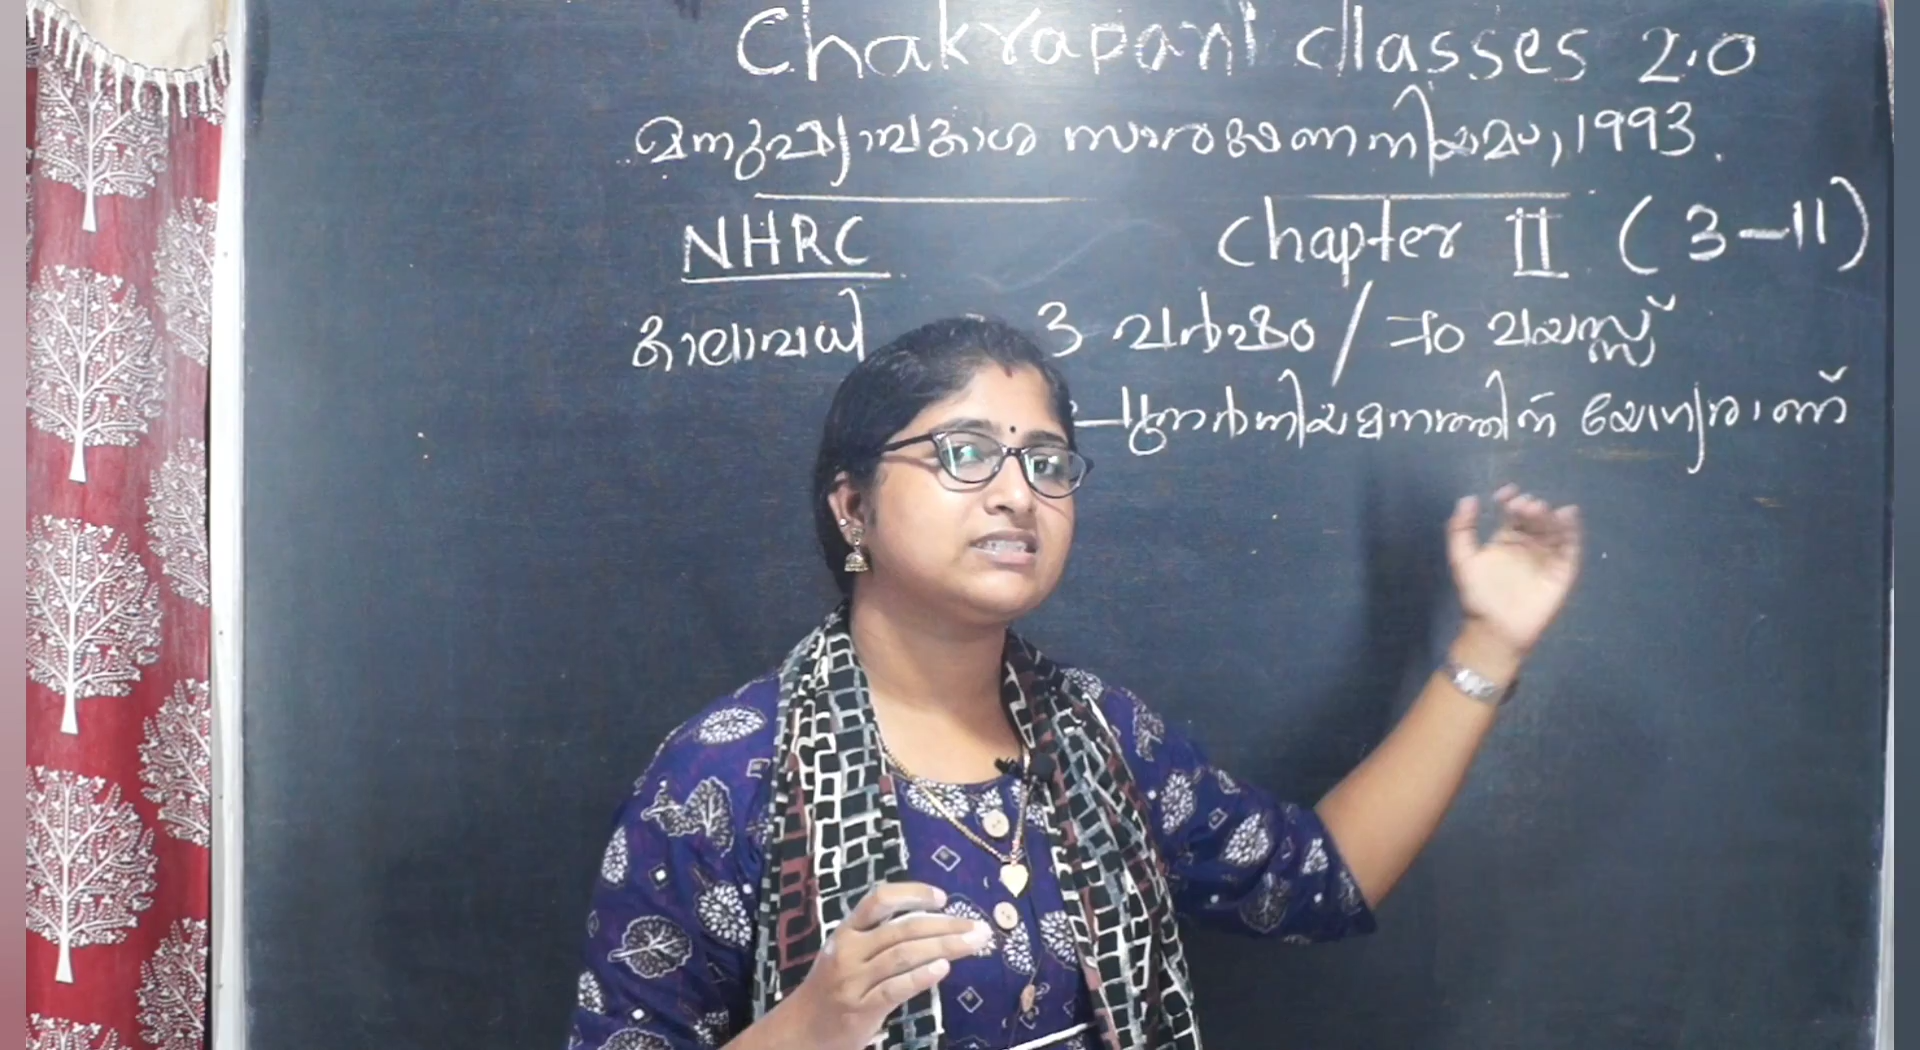 Chakrapani classes 2.0
മനുഷ്യാവകാശ സംരക്ഷണനിയമം, 1993.
NHRC Chapter II (3-11)
കാലാവധി 3 വർഷം / 70 വയസ്സ്
പുനർനിയമനത്തിന് യോഗ്യരാണ്